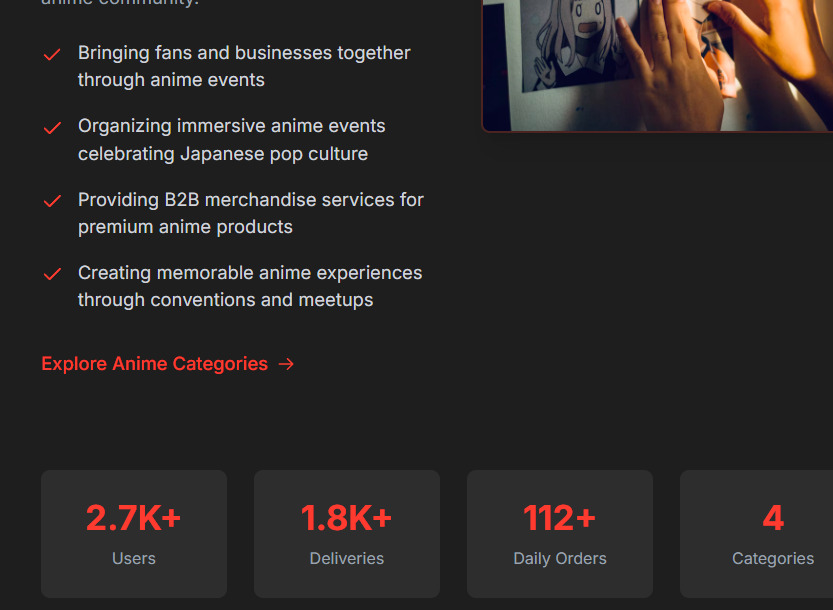 anime community.
Bringing fans and businesses together
through anime events
Organizing immersive anime events
celebrating Japanese pop culture
Providing B2B merchandise services for
premium anime products
Creating memorable anime experiences
through conventions and meetups
Explore Anime Categories →
2.7K+
Users
1.8K+
Deliveries
112+
Daily Orders
4
Categories